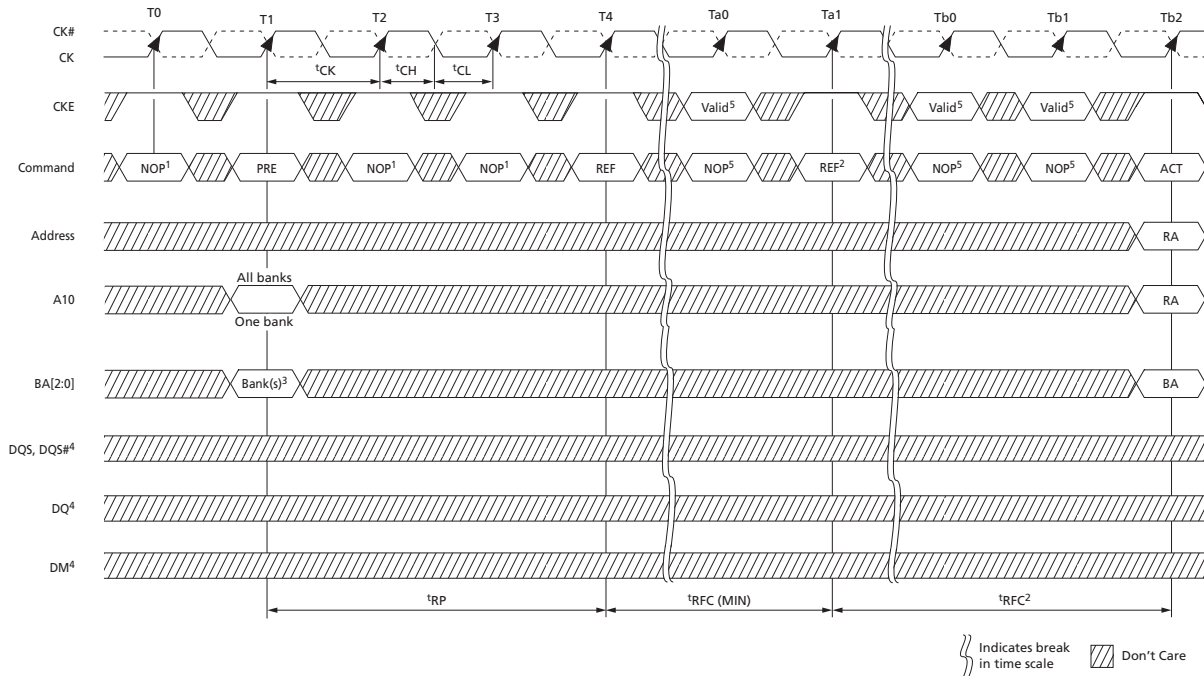 T0 T1 T2 T3 T4 Ta0 Ta1 Tb0 Tb1 Tb2
CK#
CK
tCK tCH tCL
CKE Valid5 Valid5 Valid5
Command NOP1 PRE NOP1 NOP1 REF NOP5 REF2 NOP5 NOP5 ACT
Address RA
All banks
A10 RA
One bank
BA[2:0] Bank(s)3 BA
DQS, DQS#4
DQ4
DM4
tRP tRFC (MIN) tRFC2
Indicates break
in time scale
Don't Care